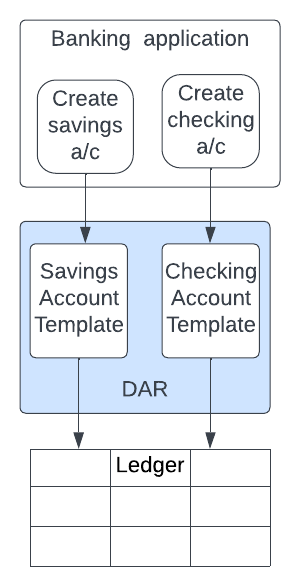 Banking application
Create
savings
a/c
Create
checking
a/c
Savings
Account
Template
Checking
Account
Template
DAR
Ledger